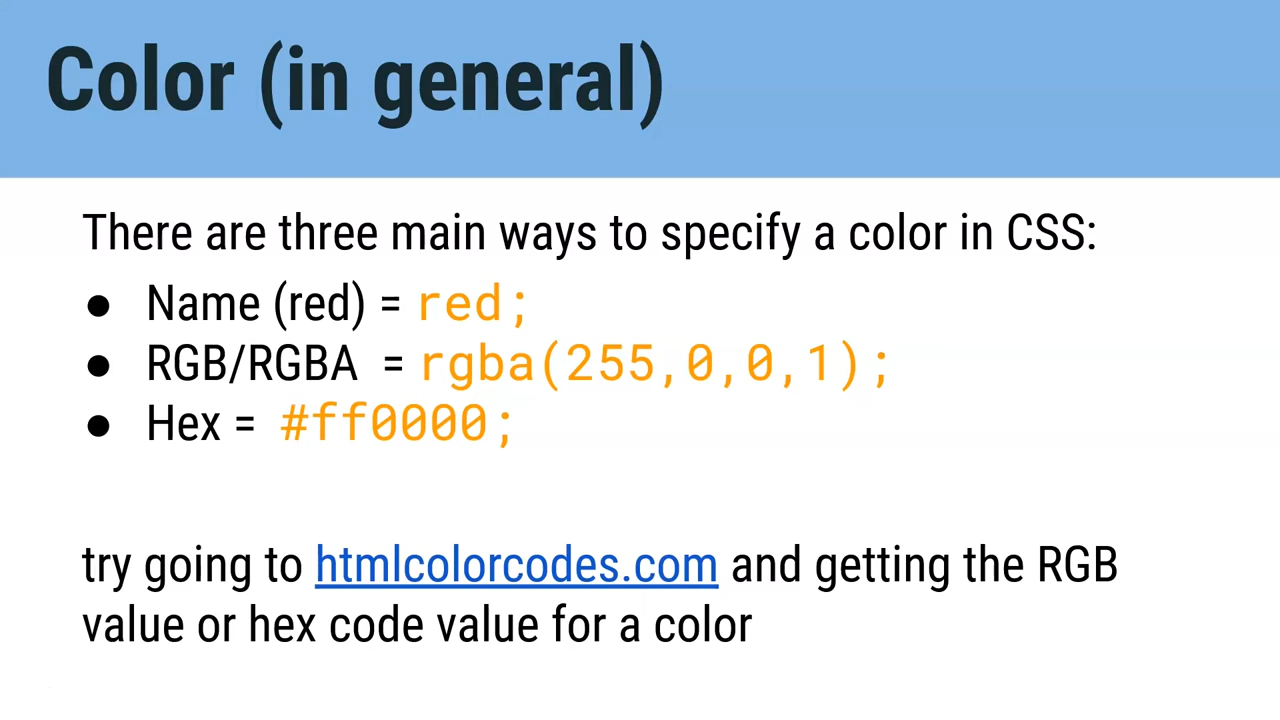 Color (in general)
There are three main ways to specify a color in CSS:
● Name (red) = red;
● RGB/RGBA = rgba(255,0,0,1);
● Hex = #ff0000;
try going to htmlcolorcodes.com and getting the RGB
value or hex code value for a color